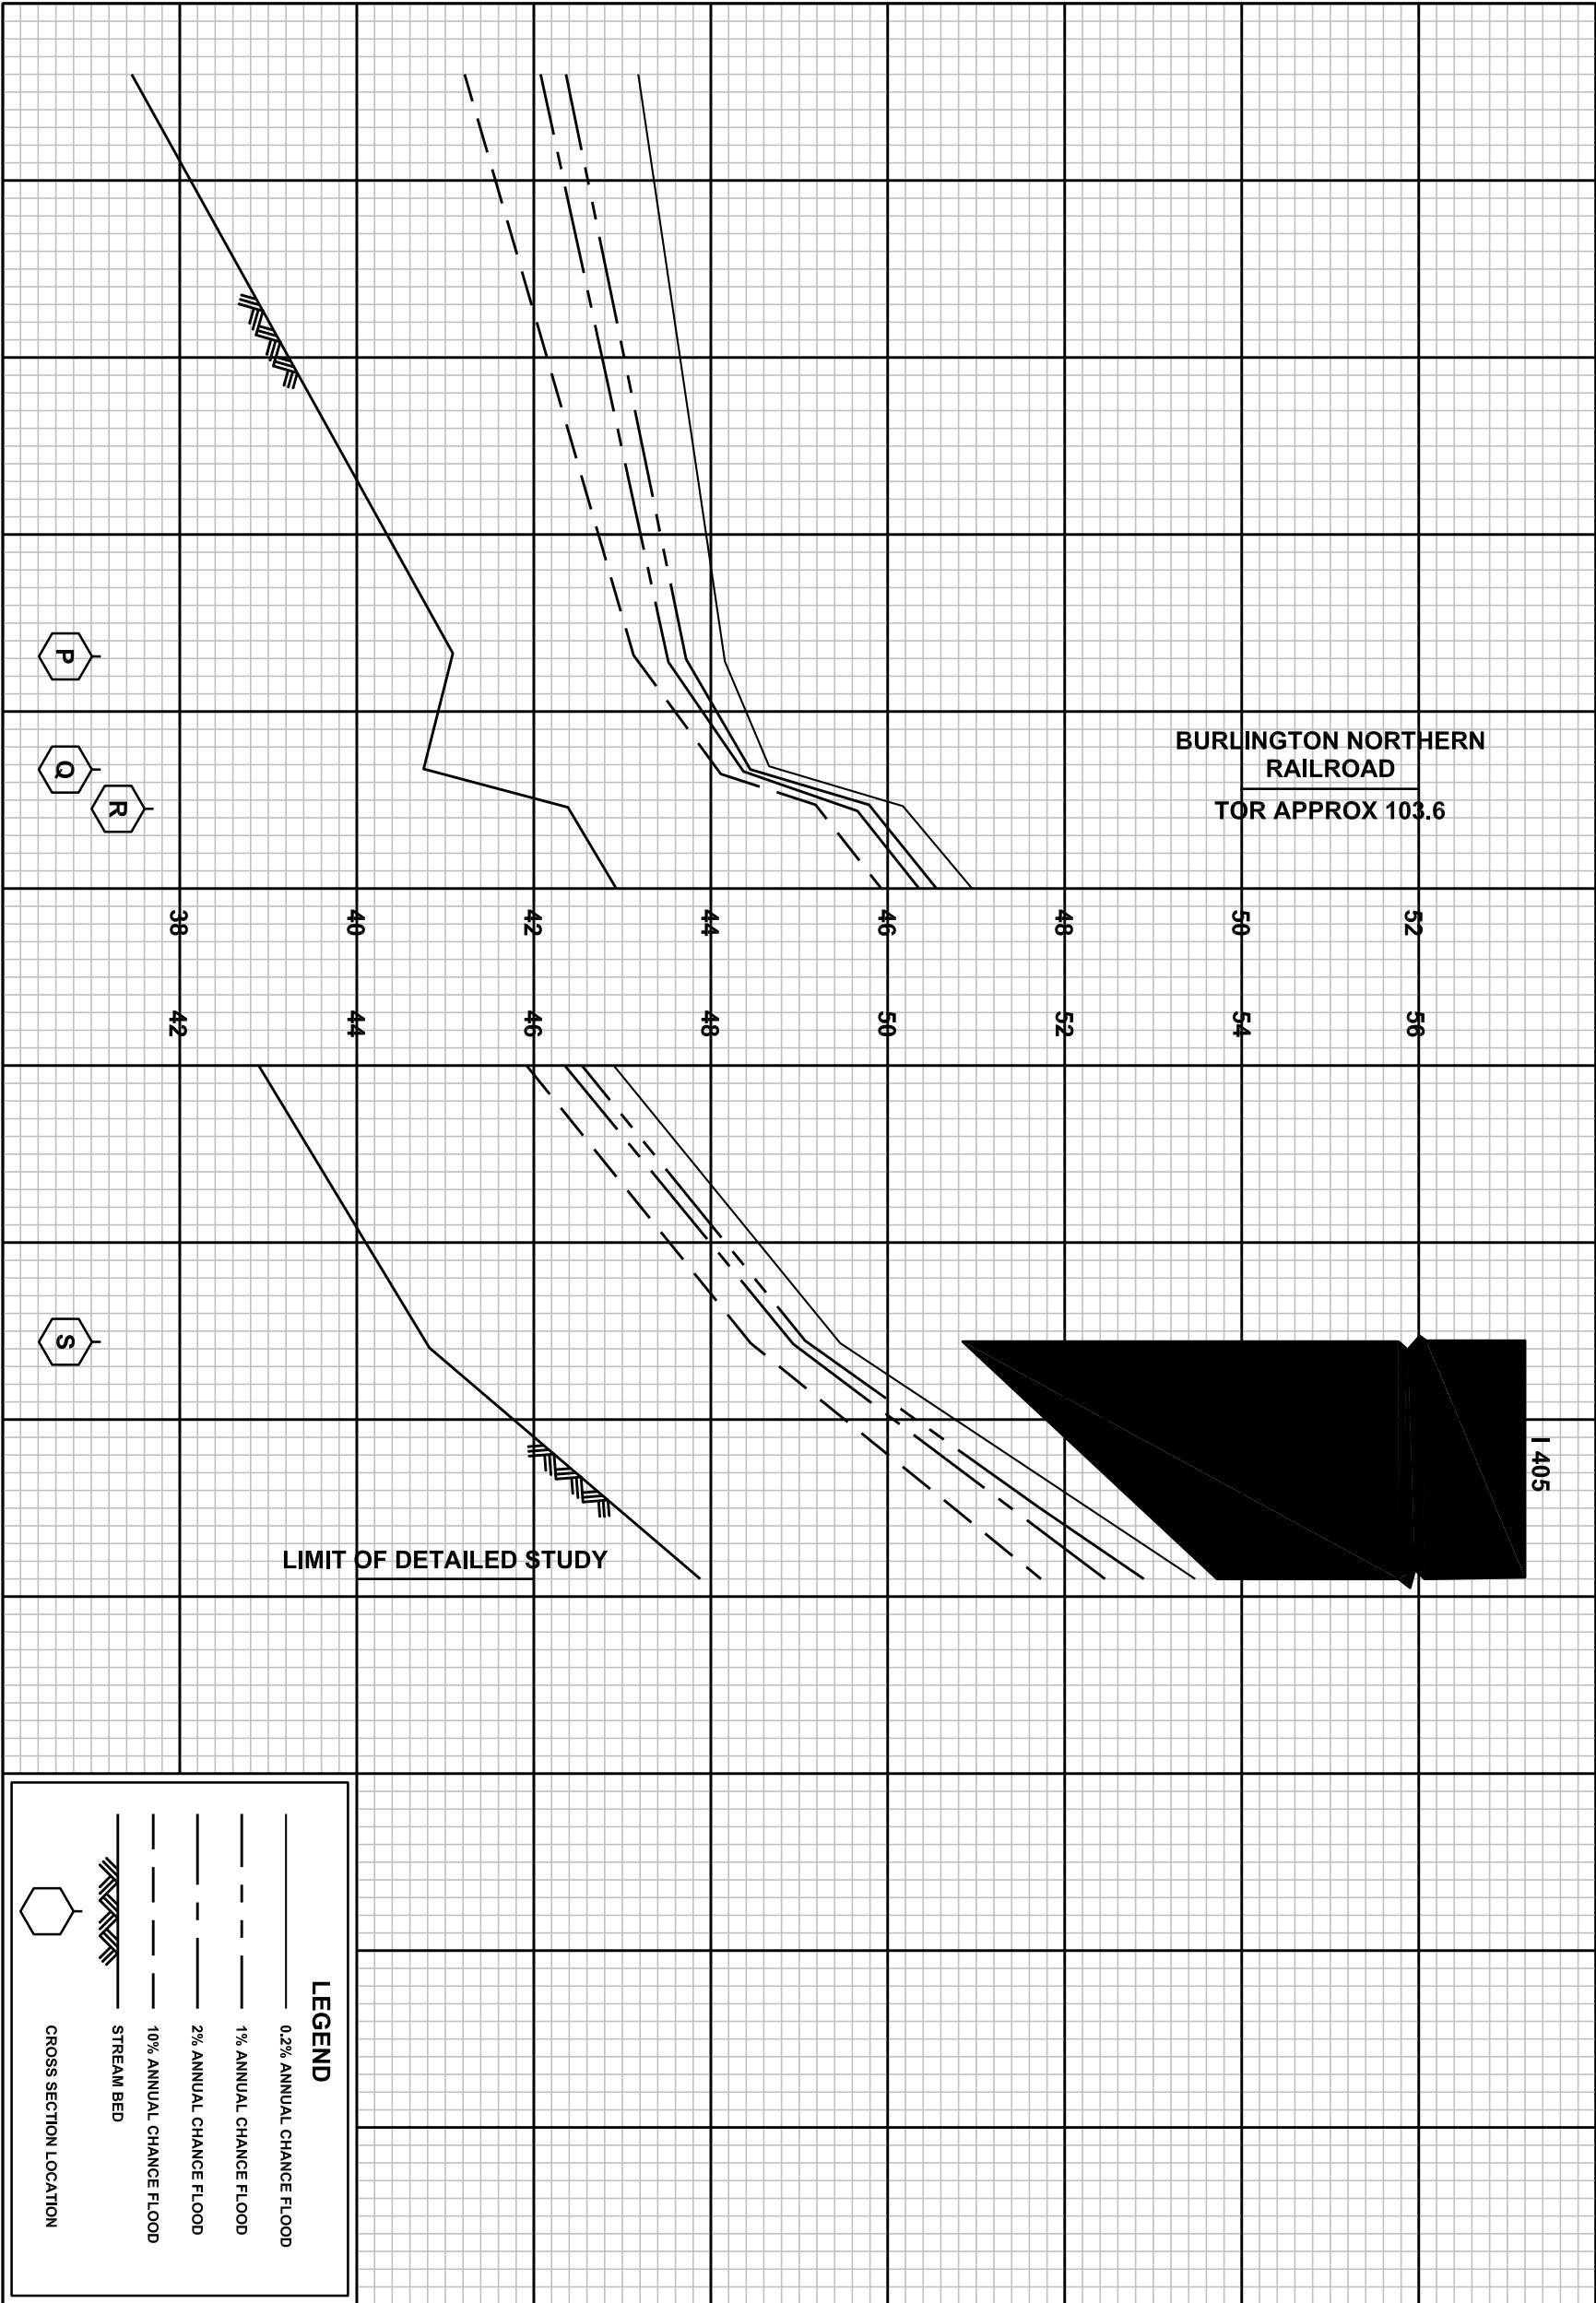 BURLINGTON NORTHERN
RAILROAD
TOR APPROX 103.6
P
Q
R
38
40
42
44
46
48
50
52
42
44
46
48
50
52
54
56
S
I 405
LIMIT OF DETAILED STUDY
LEGEND
0.2% ANNUAL CHANCE FLOOD
1% ANNUAL CHANCE FLOOD
2% ANNUAL CHANCE FLOOD
10% ANNUAL CHANCE FLOOD
STREAM BED
CROSS SECTION LOCATION